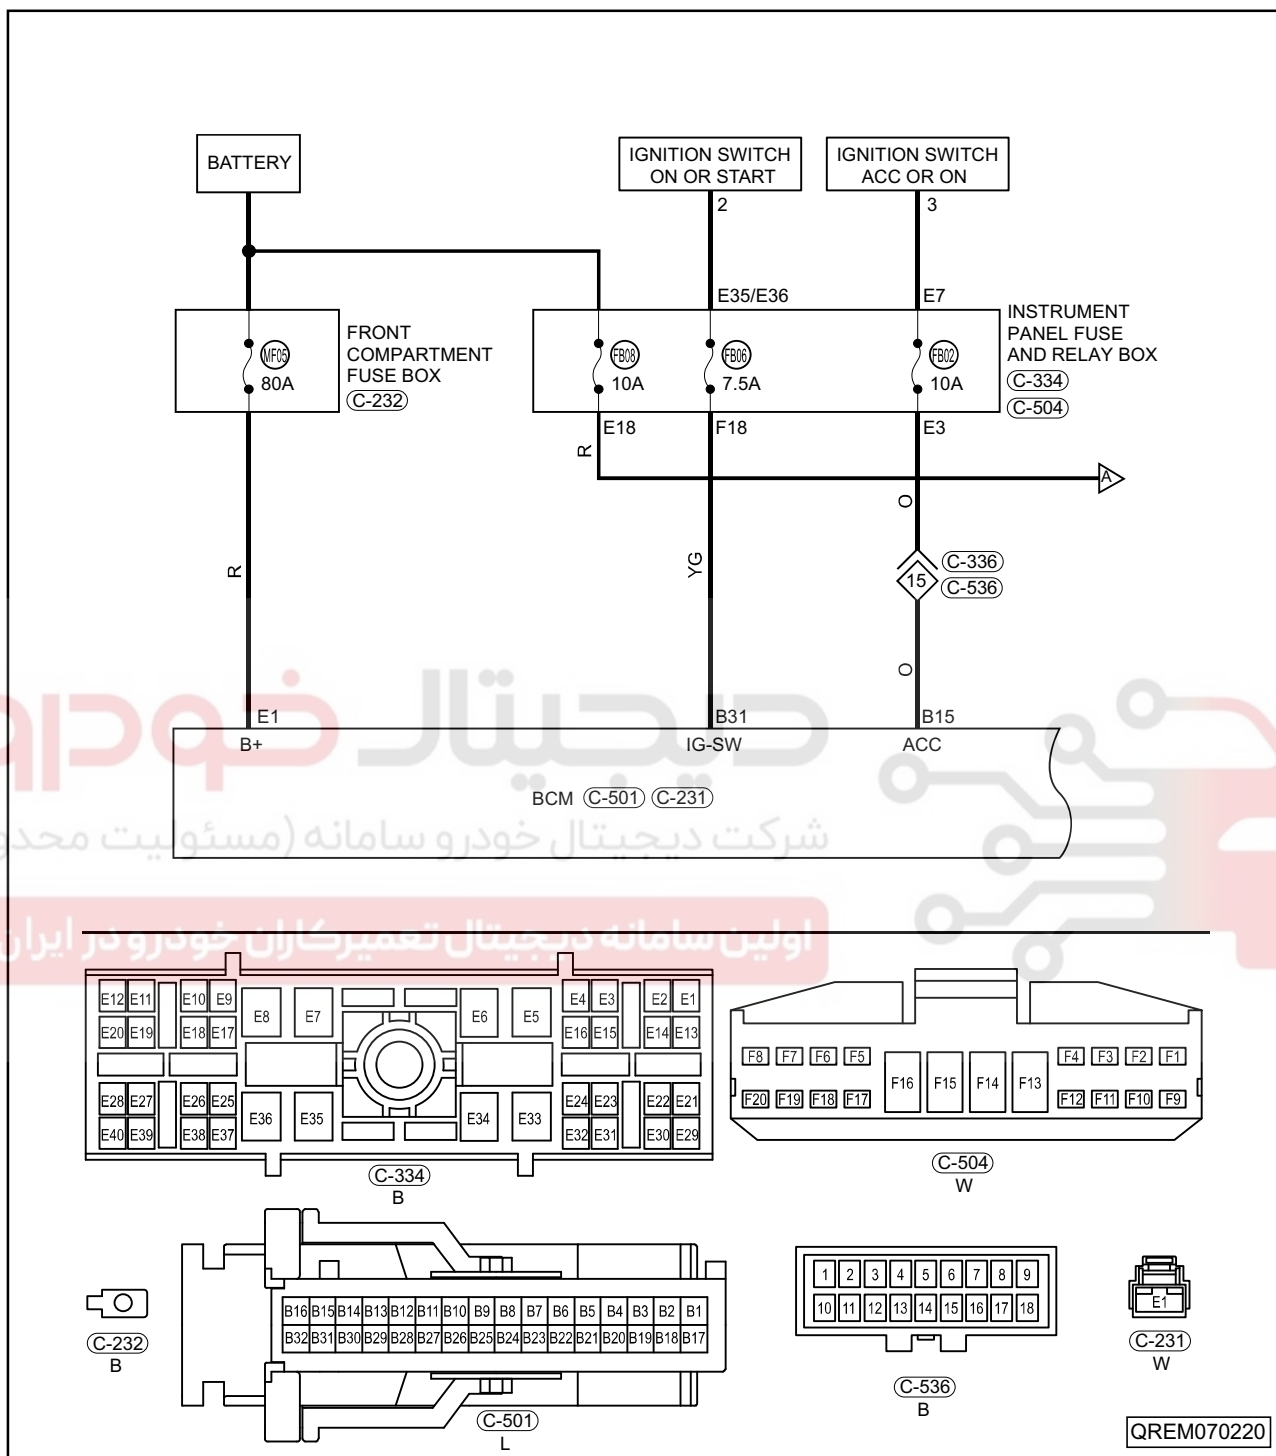 BATTERY
IGNITION SWITCH
ON OR START
IGNITION SWITCH
ACC OR ON
2
3
E35/E36
E7
MF05
80A
FRONT
COMPARTMENT
FUSE BOX
C-232
FB08
10A
FB06
7.5A
FB02
10A
INSTRUMENT
PANEL FUSE
AND RELAY BOX
C-334
C-504
E18
F18
E3
R
A
O
R
YG
15
C-336
C-536
O
E1
B31
B15
B+
IG-SW
ACC
BCM C-501 C-231
دیجیتال خودرو
شرکت دیجیتال خودرو سامانه (مسئولیت
اولین سامانه دیجیتال تعمیرکاران خودرو در ایران
E12 E11 E10 E9 E8 E7 E6 E5 E4 E3 E2 E1
E20 E19 E18 E17 E16 E15 E14 E13
E28 E27 E26 E25 E36 E35 E34 E33 E24 E23 E22 E21
E40 E39 E38 E37 E32 E31 E30 E29
C-334
B
F8 F7 F6 F5 F16 F15 F14 F13 F4 F3 F2 F1
F20 F19 F18 F17 F12 F11 F10 F9
C-504
W
C-232
B
B16 B15 B14 B13 B12 B11 B10 B9 B8 B7 B6 B5 B4 B3 B2 B1
B32 B31 B30 B29 B28 B27 B26 B25 B24 B23 B22 B21 B20 B19 B18 B17
C-501
L
1 2 3 4 5 6 7 8 9
10 11 12 13 14 15 16 17 18
C-536
B
E1
C-231
W
QREM070220